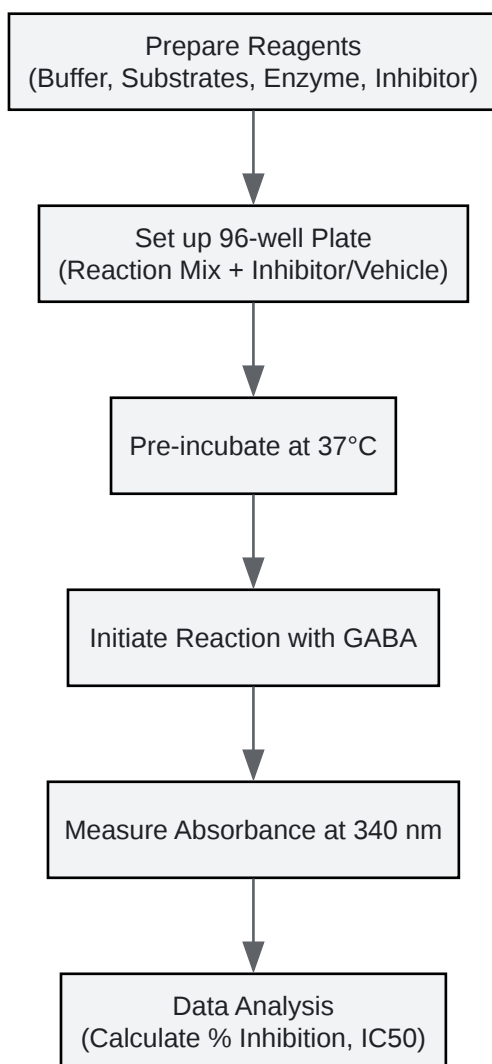 Prepare Reagents
(Buffer, Substrates, Enzyme, Inhibitor)
Set up 96-well Plate
(Reaction Mix + Inhibitor/Vehicle)
Pre-incubate at 37°C
Initiate Reaction with GABA
Measure Absorbance at 340 nm
Data Analysis
(Calculate % Inhibition, IC50)